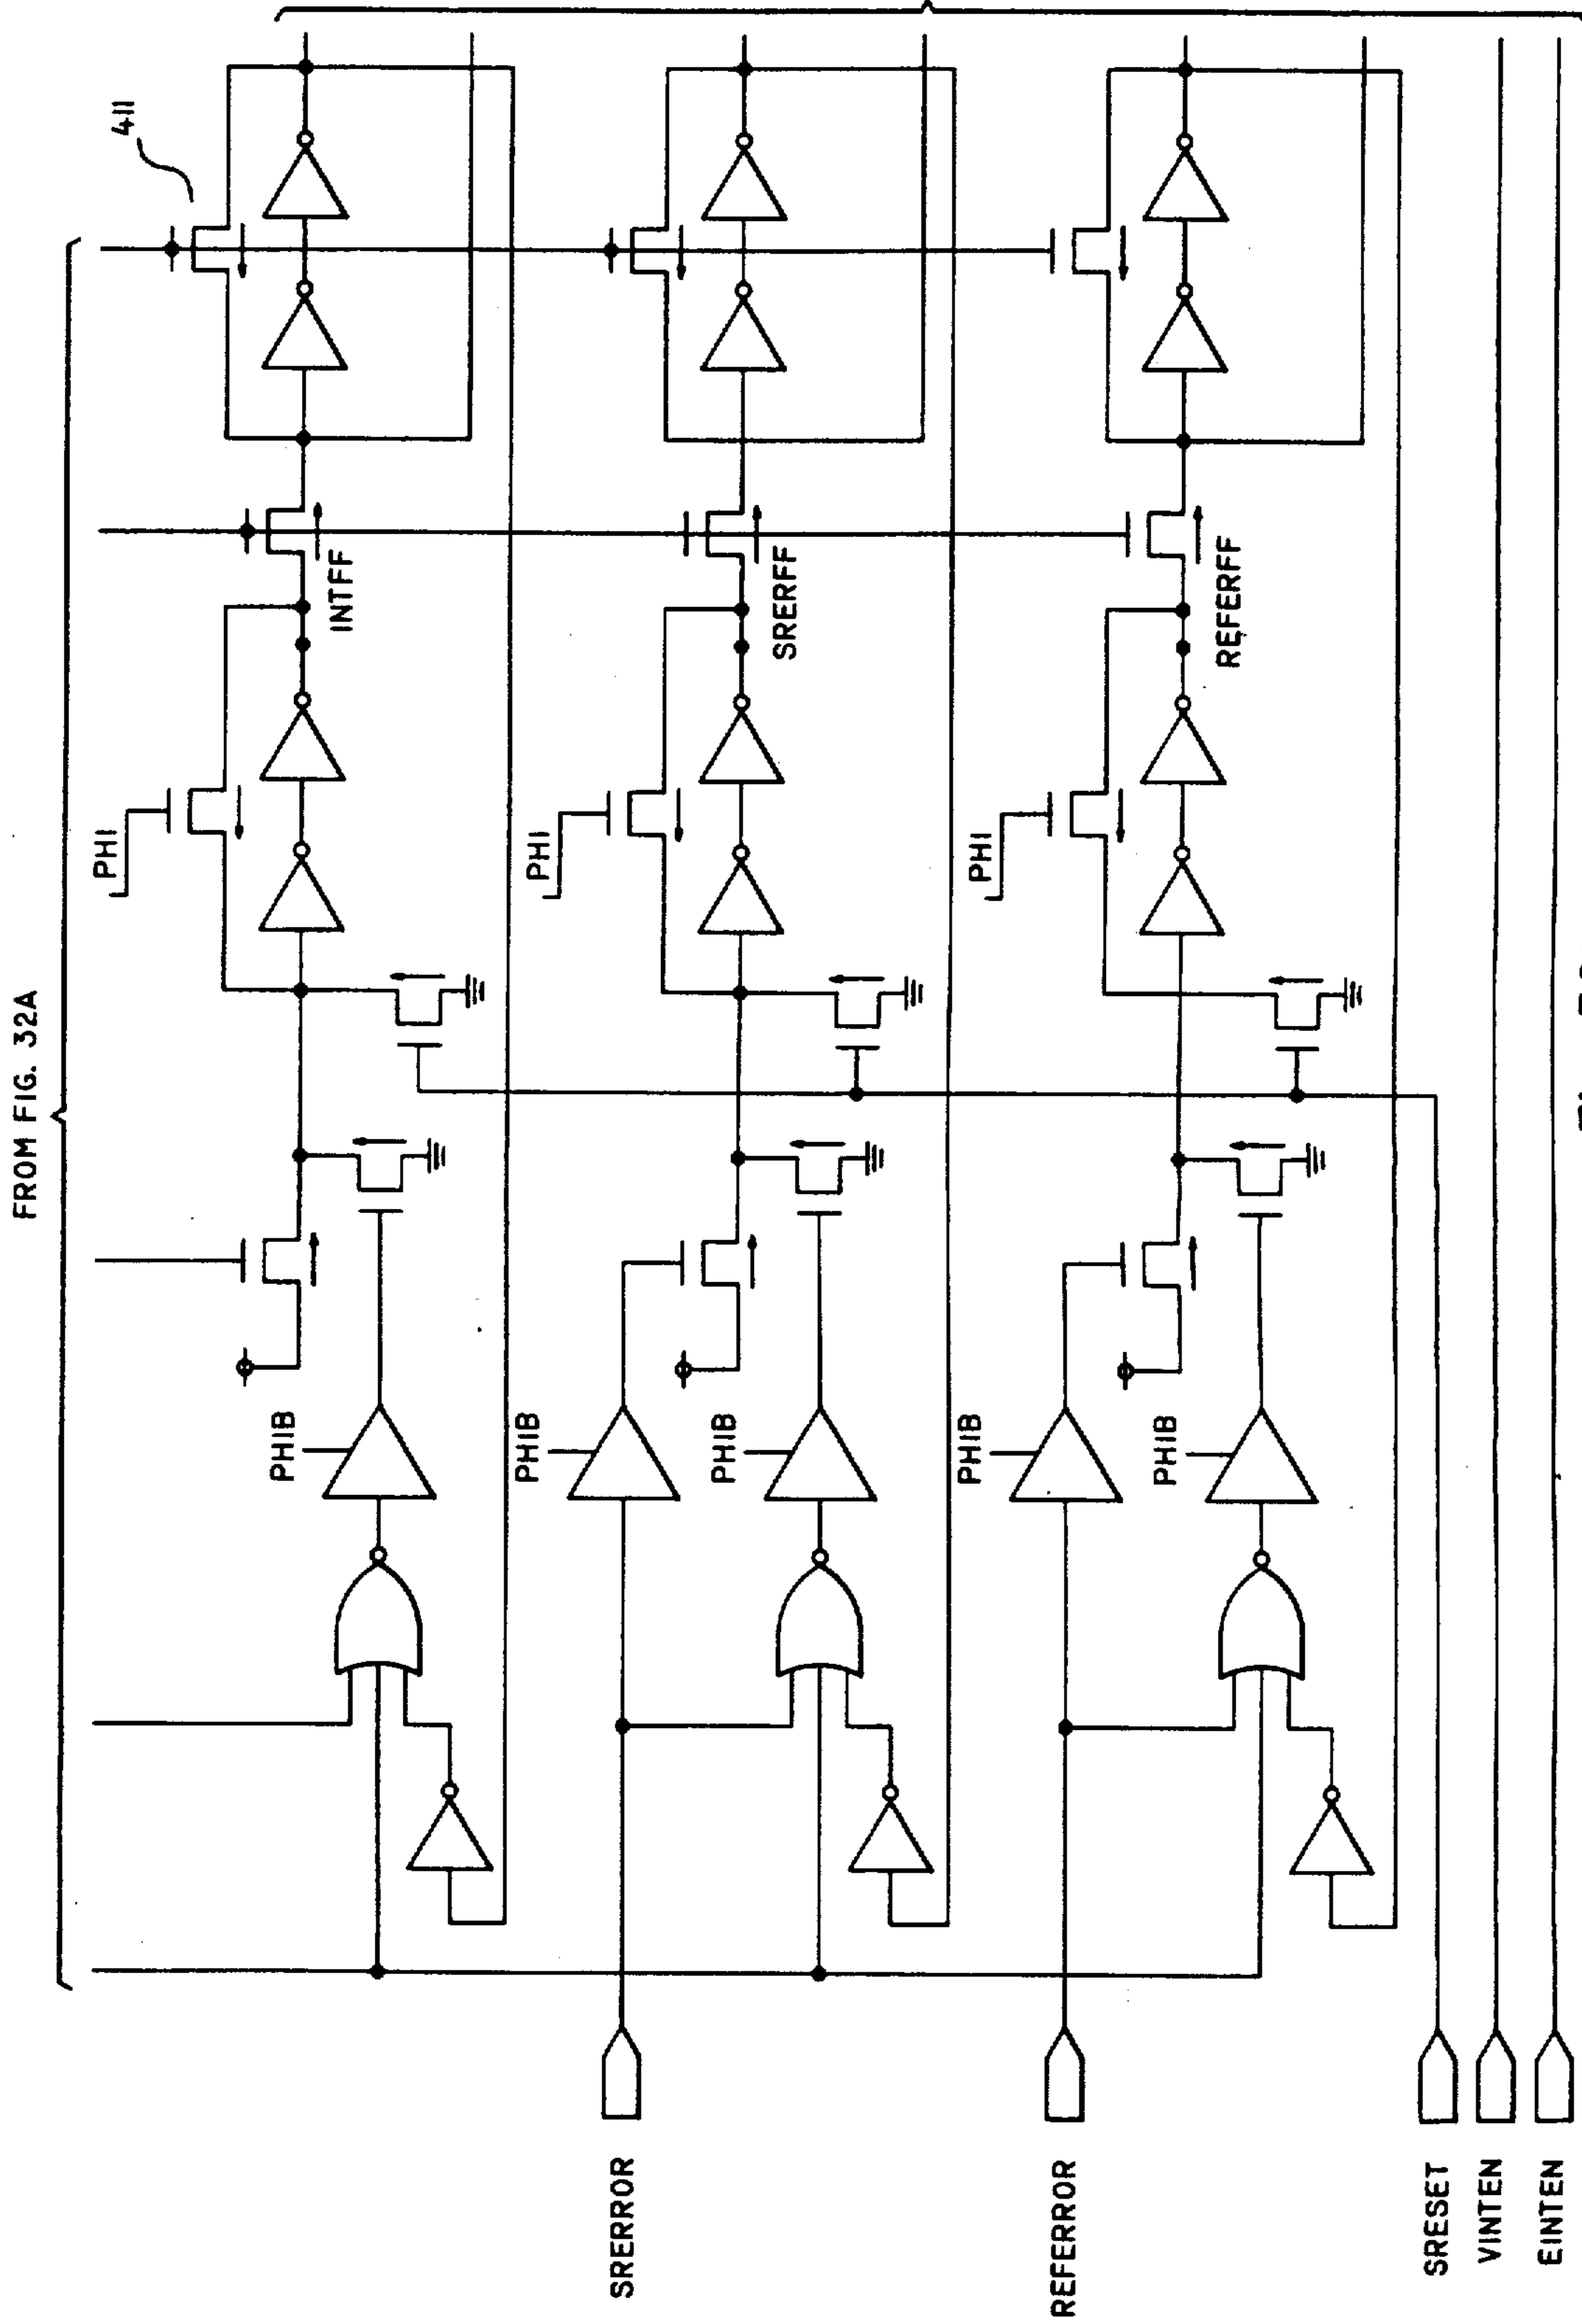 FROM FIG. 32A
PHI
411
PHIB
INTFF
PHIB
PHI
SRERROR
PHIB
SRERFF
PHIB
PHI
REFERROR
PHIB
REFERFF
SRESET
VINTEN
EINTEN